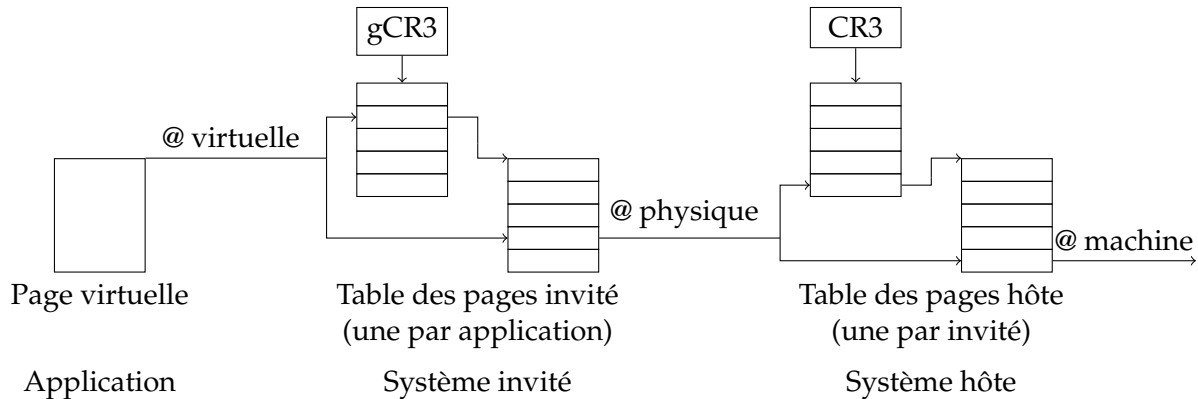 gCR3
CR3
@ virtuelle
@ physique
@ machine
Page virtuelle
Table des pages invité
(une par application)
Table des pages hôte
(une par invité)
Application
Système invité
Système hôte